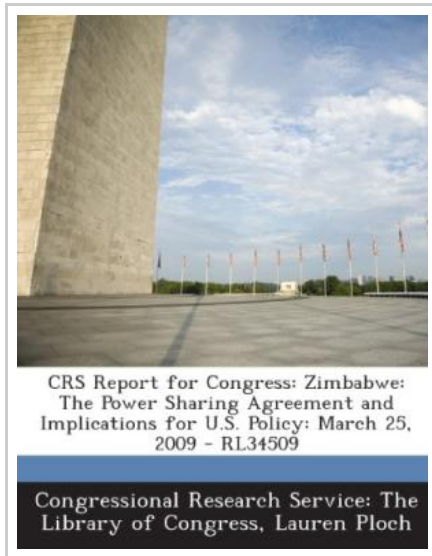 CRS Report for Congress: Zimbabwe:
The Power Sharing Agreement and
Implications for U.S. Policy: March 25,
2009 - RL34509
Congressional Research Service: The
Library of Congress, Lauren Ploch